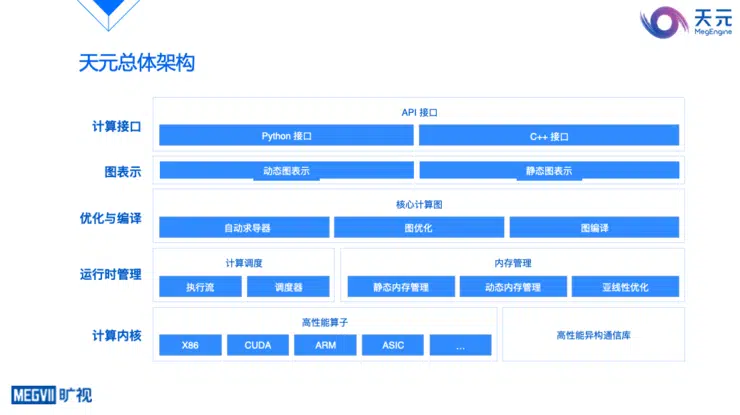 天元
MegEngine
天元总体架构
计算接口
API 接口
Python 接口
C++ 接口
图表示
动态图表示
静态图表示
优化与编译
核心计算图
自动求导器
图优化
图编译
运行时管理
计算调度
内存管理
执行流
调度器
静态内存管理
动态内存管理
亚线性优化
计算内核
高性能算子
高性能异构通信库
X86
CUDA
ARM
ASIC
...
MEGVII 旷视